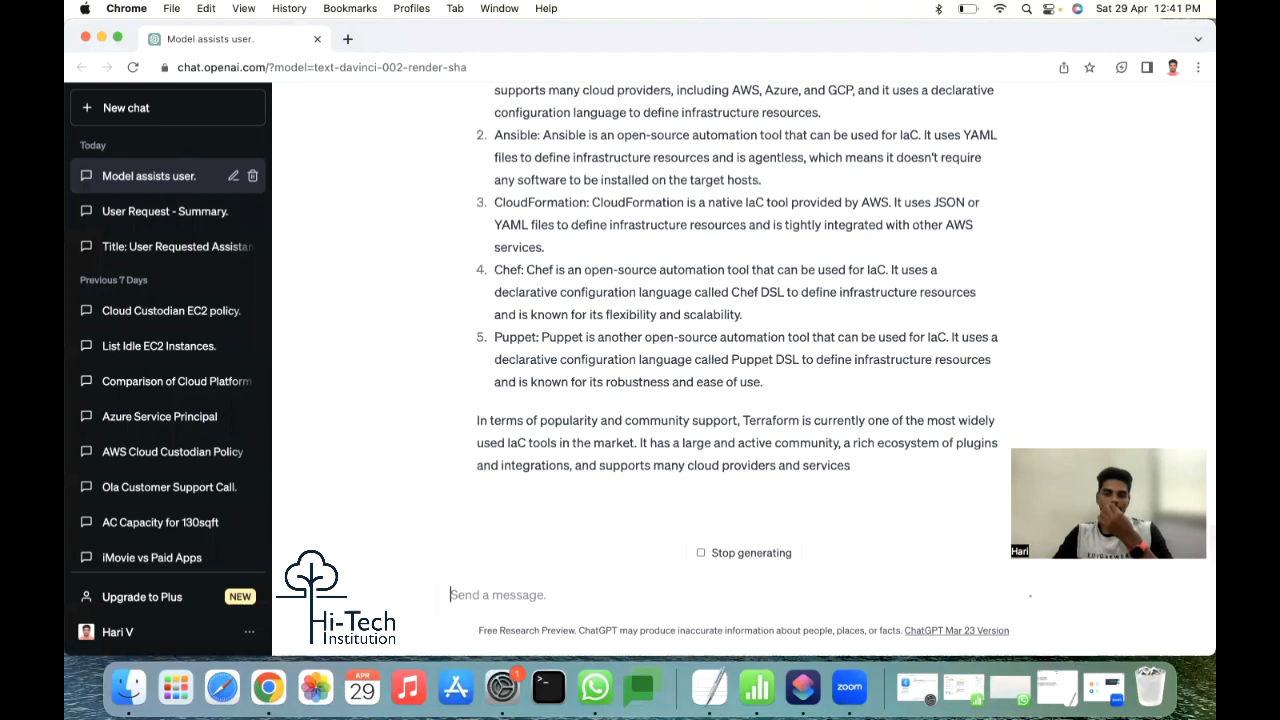 Chrome File Edit View History Bookmarks Profiles Tab Window Help Sat 29 Apr 12:41 PM
Model assists user.
chat.openai.com/?model=text-davinci-002-render-sha
New chat
Today
Model assists user.
User Request - Summary.
Title: User Requested Assistan
Previous 7 Days
Cloud Custodian EC2 policy.
List Idle EC2 Instances.
Comparison of Cloud Platform
Azure Service Principal
AWS Cloud Custodian Policy
Ola Customer Support Call.
AC Capacity for 130sqft
iMovie vs Paid Apps
Upgrade to Plus NEW
Hari V
supports many cloud providers, including AWS, Azure, and GCP, and it uses a declarative
configuration language to define infrastructure resources.
2. Ansible: Ansible is an open-source automation tool that can be used for IaC. It uses YAML
files to define infrastructure resources and is agentless, which means it doesn't require
any software to be installed on the target hosts.
3. CloudFormation: CloudFormation is a native IaC tool provided by AWS. It uses JSON or
YAML files to define infrastructure resources and is tightly integrated with other AWS
services.
4. Chef: Chef is an open-source automation tool that can be used for IaC. It uses a
declarative configuration language called Chef DSL to define infrastructure resources
and is known for its flexibility and scalability.
5. Puppet: Puppet is another open-source automation tool that can be used for IaC. It uses a
declarative configuration language called Puppet DSL to define infrastructure resources
and is known for its robustness and ease of use.
In terms of popularity and community support, Terraform is currently one of the most widely
used IaC tools in the market. It has a large and active community, a rich ecosystem of plugins
and integrations, and supports many cloud providers and services
Hari
Stop generating
Send a message.
Free Research Preview. ChatGPT may produce inaccurate information about people, places, or facts. ChatGPT Mar 23 Version
Hi-Tech
Institution
APR
29
1
zoom